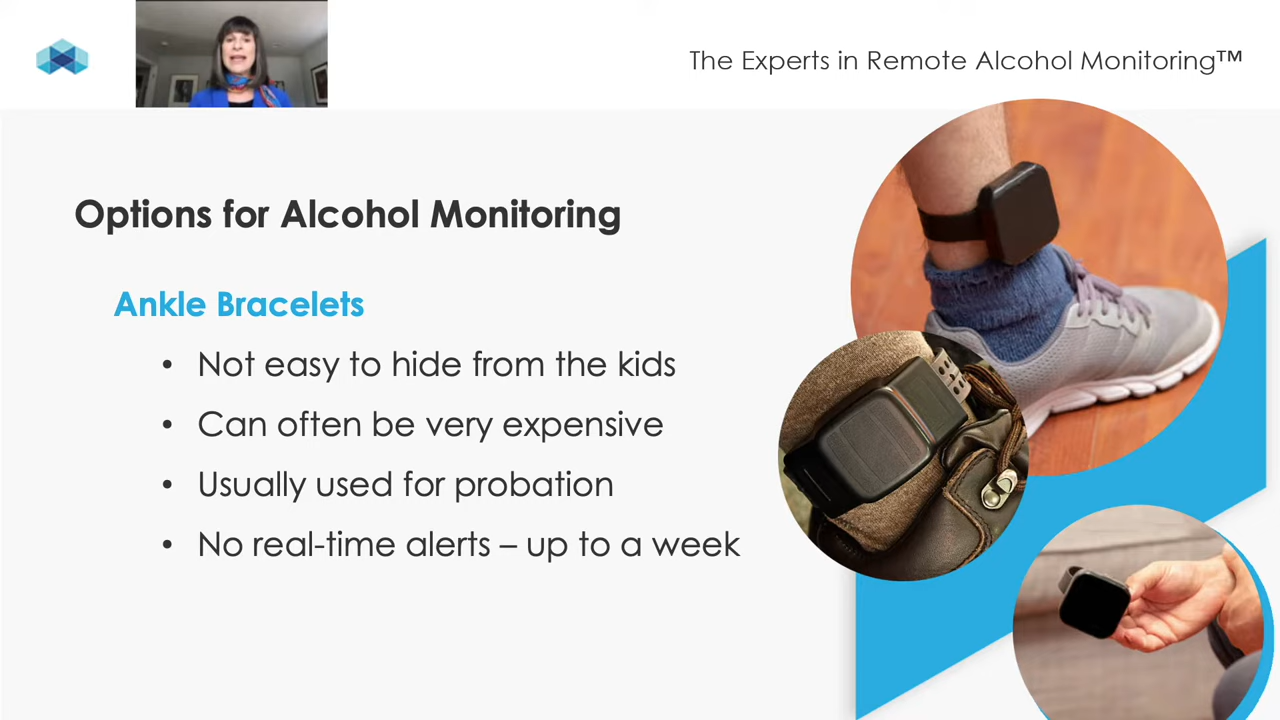 The Experts in Remote Alcohol Monitoring™
Options for Alcohol Monitoring
Ankle Bracelets
• Not easy to hide from the kids
• Can often be very expensive
• Usually used for probation
• No real-time alerts – up to a week